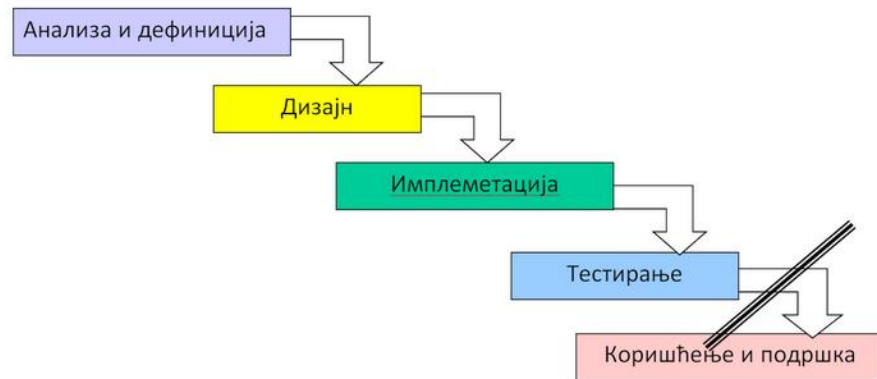 Анализа и дефиниција
Дизајн
Имплеметација
Тестирање
Коришћење и подршка